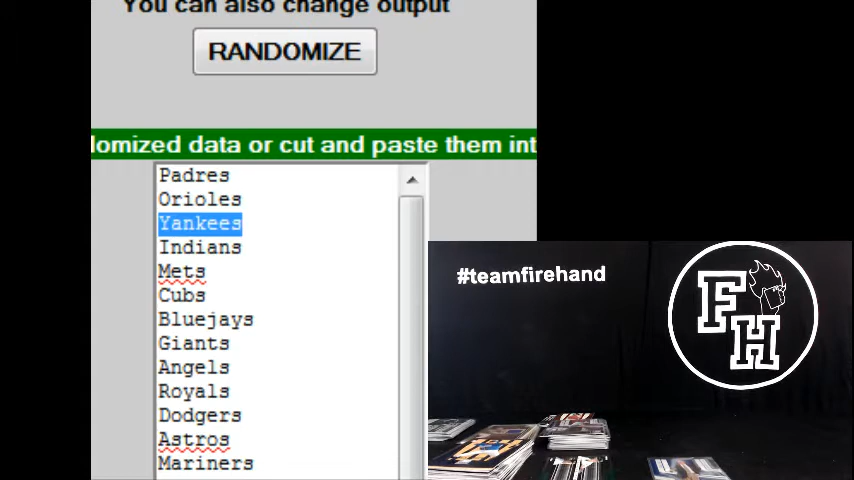 You can also change output
RANDOMIZE
domized data or cut and paste them int
Padres
Orioles
Yankees
Indians
Mets
Cubs
Bluejays
Giants
Angels
Royals
Dodgers
Astros
Mariners
#teamfirehand
FH